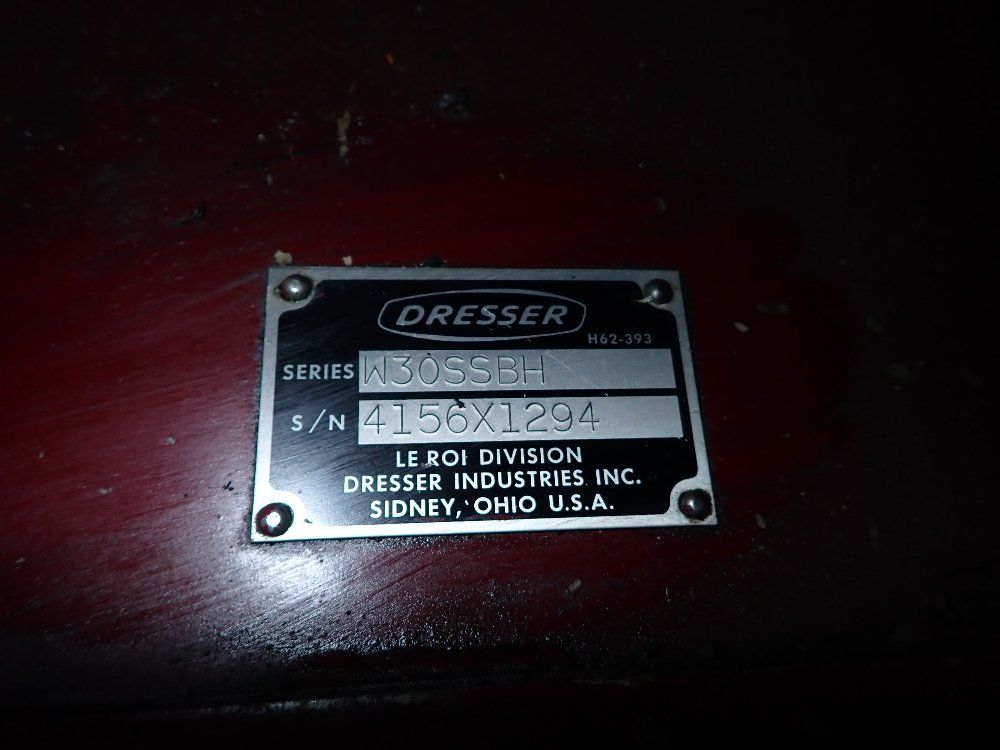 DRESSER
H62-393
SERIES W30SSBH
S/N 4156X1294
LE ROI DIVISION
DRESSER INDUSTRIES INC.
SIDNEY, OHIO U.S.A.